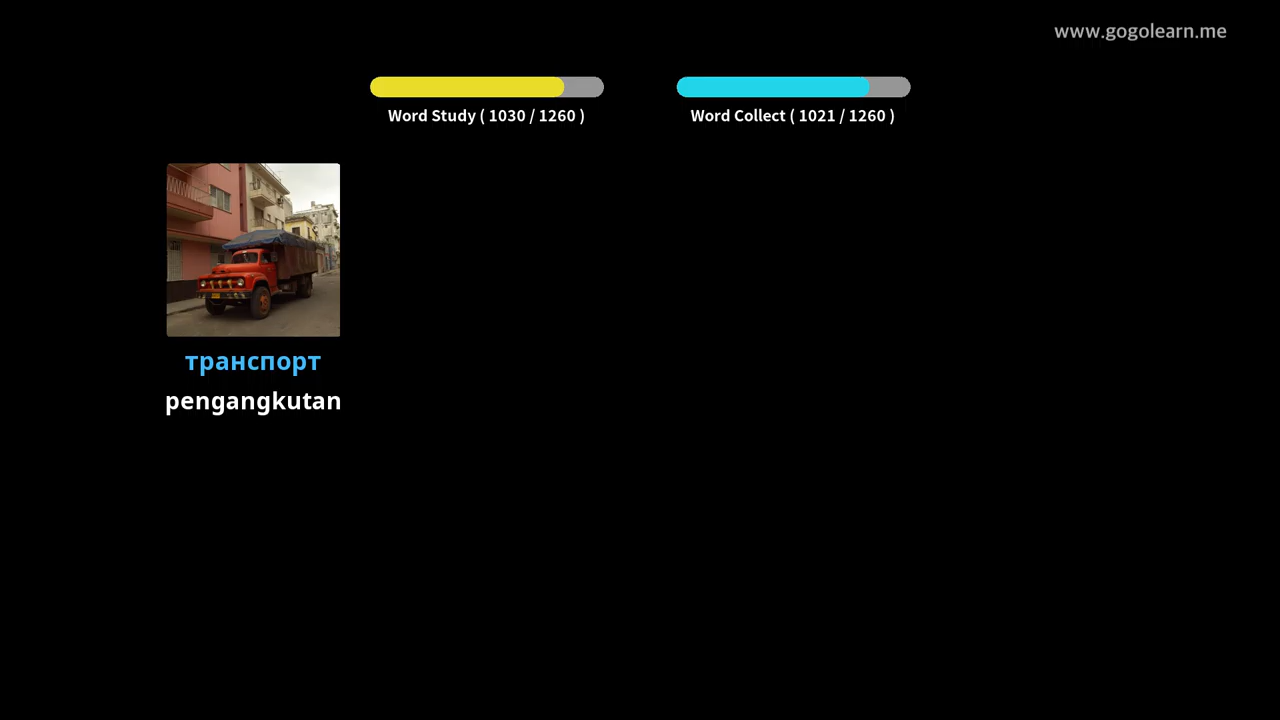 www.gogolearn.me
Word Study ( 1030 / 1260 )
Word Collect ( 1021 / 1260 )
транспорт
pengangkutan